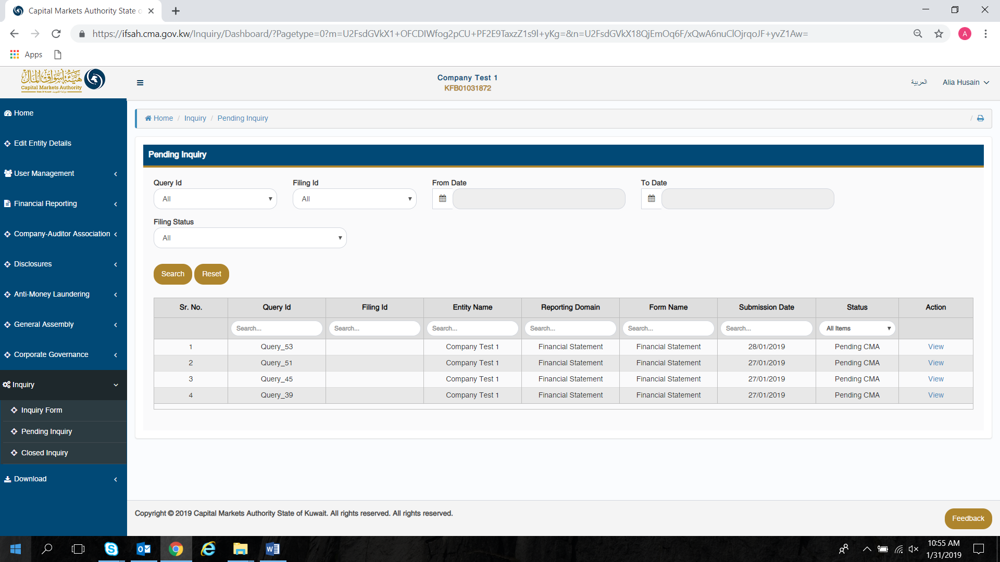 Capital Markets Authority State o
https://ifsah.cma.gov.kw/Inquiry/Dashboard/?Pagetype=0?m=U2FsdGVkX1+OFCDIWfog2pCU+PF2E9TaxzZ1s9l+yKg=&n=U2FsdGVkX18QjEmOq6F/xQwA6nuClOjrqoJF+yvZ1Aw=
A
Apps
هيئة أسواق المال
Capital Markets Authority
Company Test 1
KFB01031872
العربية
Alia Husain
Home
Edit Entity Details
User Management
Financial Reporting
Company-Auditor Association
Disclosures
Anti-Money Laundering
General Assembly
Corporate Governance
Inquiry
Inquiry Form
Pending Inquiry
Closed Inquiry
Download
Home / Inquiry / Pending Inquiry /
Pending Inquiry
Query Id Filing Id From Date To Date
All All
Filing Status
All
Search Reset
Sr. No. Query Id Filing Id Entity Name Reporting Domain Form Name Submission Date Status Action
Search... Search... Search... Search... Search... Search... All Items
1 Query_53 Company Test 1 Financial Statement Financial Statement 28/01/2019 Pending CMA View
2 Query_51 Company Test 1 Financial Statement Financial Statement 27/01/2019 Pending CMA View
3 Query_45 Company Test 1 Financial Statement Financial Statement 27/01/2019 Pending CMA View
4 Query_39 Company Test 1 Financial Statement Financial Statement 27/01/2019 Pending CMA View
Copyright © 2019 Capital Markets Authority State of Kuwait. All rights reserved. All rights reserved.
Feedback
10:55 AM
1/31/2019